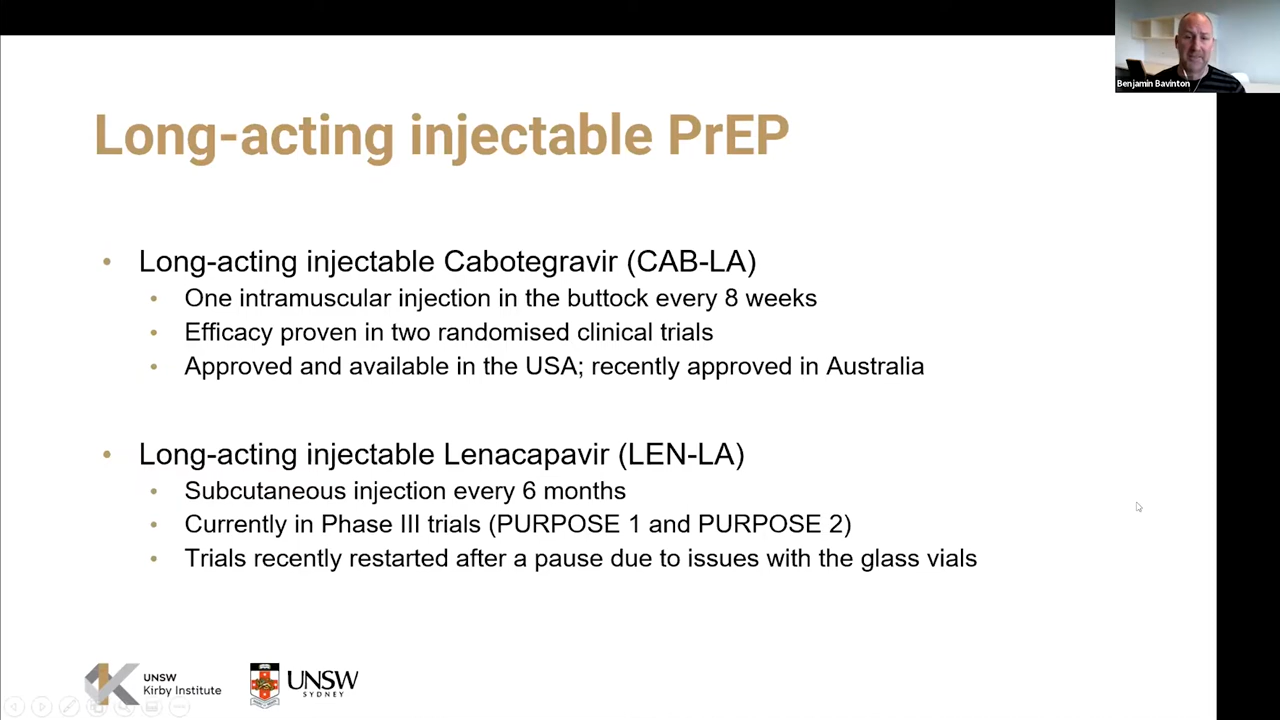 Benjamin Bavinton
Long-acting injectable PrEP
• Long-acting injectable Cabotegravir (CAB-LA)
• One intramuscular injection in the buttock every 8 weeks
• Efficacy proven in two randomised clinical trials
• Approved and available in the USA; recently approved in Australia
• Long-acting injectable Lenacapavir (LEN-LA)
• Subcutaneous injection every 6 months
• Currently in Phase III trials (PURPOSE 1 and PURPOSE 2)
• Trials recently restarted after a pause due to issues with the glass vials
UNSW
Kirby Institute
UNSW
SYDNEY